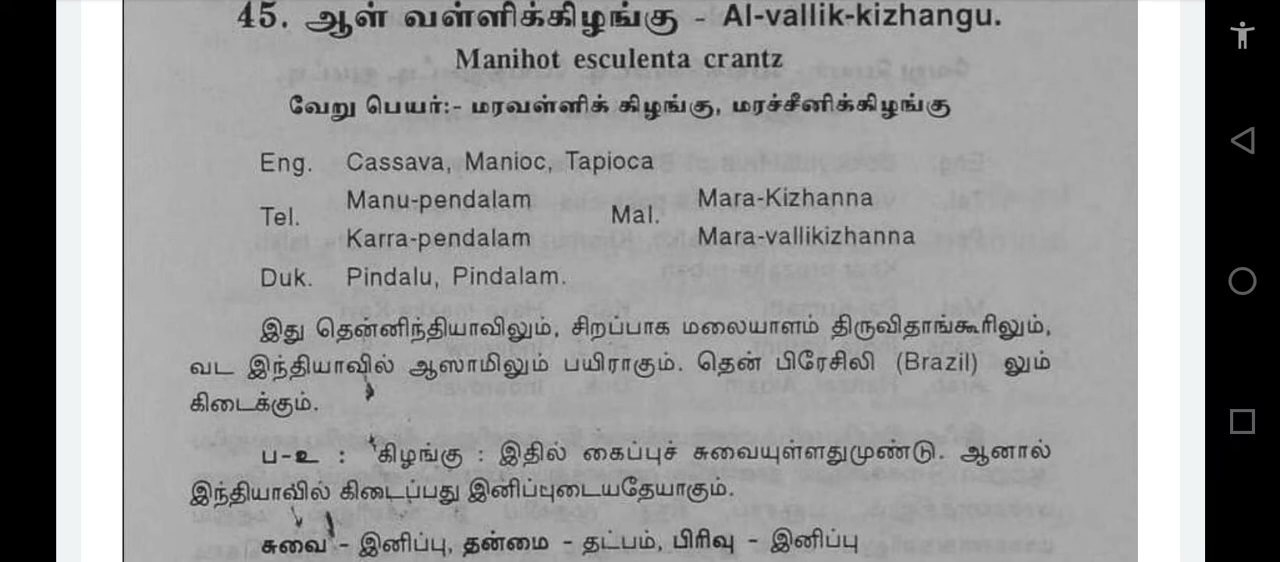 45. ஆள் வள்ளிக்கிழங்கு - Al-vallik-kizhangu.
Manihot esculenta crantz
வேறு பெயர்:- மரவள்ளிக் கிழங்கு, மரச்சீனிக்கிழங்கு
Eng. Cassava, Manioc, Tapioca
Tel. Manu-pendalam Mal. Mara-Kizhanna
Karra-pendalam Mara-vallikizhanna
Duk. Pindalu, Pindalam.
இது தென்னிந்தியாவிலும், சிறப்பாக மலையாளம் திருவிதாங்கூரிலும்,
வட இந்தியாவில் ஆஸாமிலும் பயிராகும். தென் பிரேசிலி (Brazil) லும்
கிடைக்கும்.
ப-உ : கிழங்கு : இதில் கைப்புச் சுவையுள்ளதுமுண்டு. ஆனால்
இந்தியாவில் கிடைப்பது இனிப்புடையதேயாகும்.
சுவை - இனிப்பு, தன்மை - தட்பம், பிரிவு - இனிப்பு